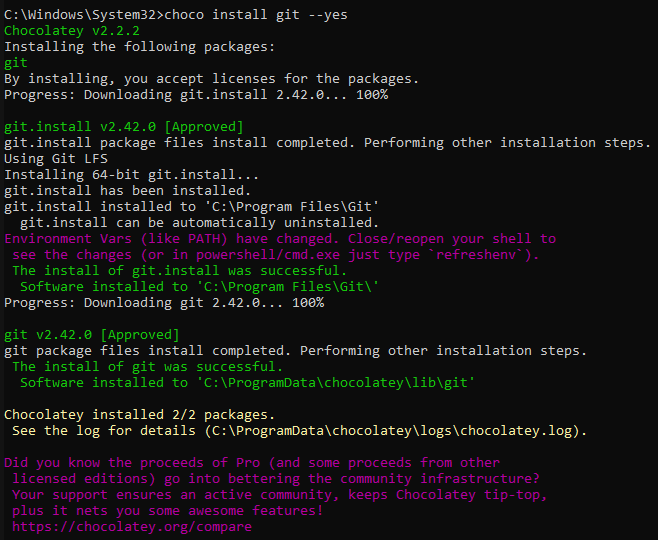 C:\Windows\System32>choco install git --yes
Chocolatey v2.2.2
Installing the following packages:
git
By installing, you accept licenses for the packages.
Progress: Downloading git.install 2.42.0... 100%
git.install v2.42.0 [Approved]
git.install package files install completed. Performing other installation steps.
Using Git LFS
Installing 64-bit git.install...
git.install has been installed.
git.install installed to 'C:\Program Files\Git'
git.install can be automatically uninstalled.
Environment Vars (like PATH) have changed. Close/reopen your shell to
see the changes (or in powershell/cmd.exe just type `refreshenv`).
The install of git.install was successful.
Software installed to 'C:\Program Files\Git\'
Progress: Downloading git 2.42.0... 100%
git v2.42.0 [Approved]
git package files install completed. Performing other installation steps.
The install of git was successful.
Software installed to 'C:\ProgramData\chocolatey\lib\git'
Chocolatey installed 2/2 packages.
See the log for details (C:\ProgramData\chocolatey\logs\chocolatey.log).
Did you know the proceeds of Pro (and some proceeds from other
licensed editions) go into bettering the community infrastructure?
Your support ensures an active community, keeps Chocolatey tip-top,
plus it nets you some awesome features!
https://chocolatey.org/compare